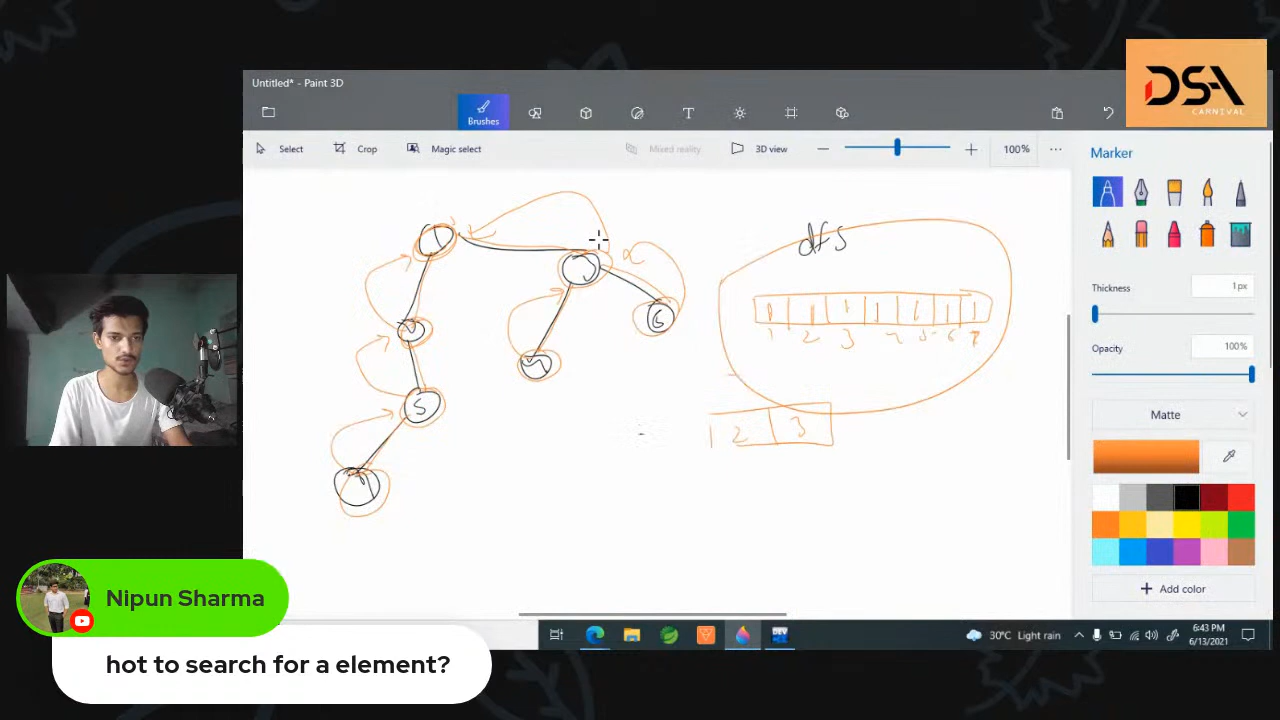 DSA
CARNIVAL
Untitled* - Paint 3D
Brushes
Select
Crop
Magic select
Mixed reality
3D view
100%
Marker
Thickness
1px
Opacity
100%
Matte
Add color
dfs
1 2 3 4 5 6 7
1
5
6
2 3
30°C Light rain
6:43 PM
6/13/2021
DEV
Nipun Sharma
hot to search for a element?